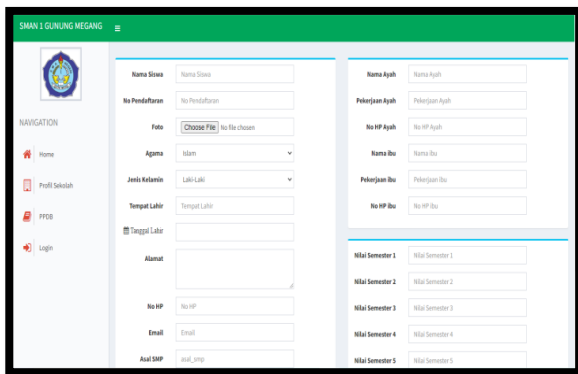 SMAN 1 GUNUNG MEGANG
NAVIGATION
Home
Profil Sekolah
PPDB
Login
Nama Siswa Nama Siswa
No Pendaftaran No Pendaftaran
Foto Choose File No file chosen
Agama Islam
Jenis Kelamin Laki-Laki
Tempat Lahir Tempat Lahir
Tanggal Lahir
Alamat
No HP No HP
Email Email
Asal SMP asal_smp
Nama Ayah Nama Ayah
Pekerjaan Ayah Pekerjaan Ayah
No HP Ayah No HP Ayah
Nama ibu Nama ibu
Pekerjaan ibu Pekerjaan ibu
No HP ibu No HP ibu
Nilai Semester 1 Nilai Semester 1
Nilai Semester 2 Nilai Semester 2
Nilai Semester 3 Nilai Semester 3
Nilai Semester 4 Nilai Semester 4
Nilai Semester 5 Nilai Semester 5